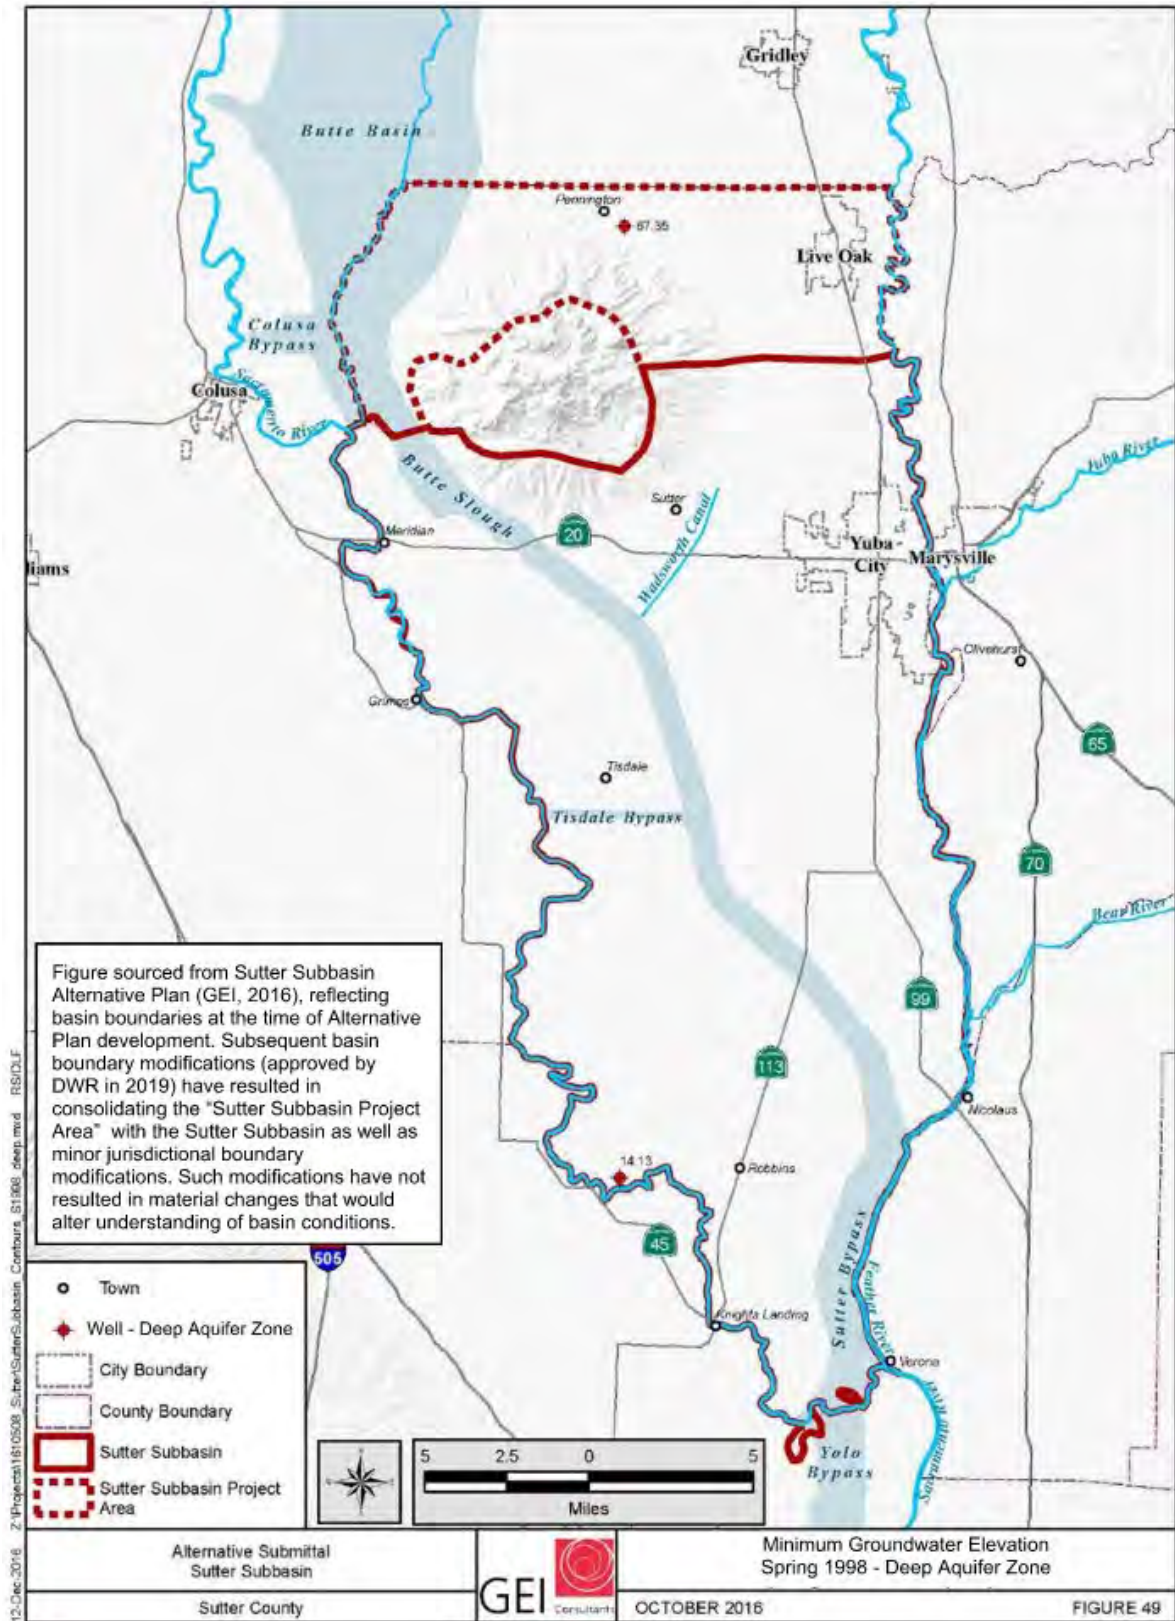 Gridley
Butte Basin
Pennington
67.35
Live Oak
Colusa
Bypass
Colusa
Sacramento River
Butte Slough
Sutter
Wadsworth Canal
Yuba River
Meridian
20
Yuba
City
Marysville
liams
Olivehurst
Grimes
65
Tisdale
Tisdale Bypass
70
Bear River
99
113
Nicolaus
Figure sourced from Sutter Subbasin
Alternative Plan (GEI, 2016), reflecting
basin boundaries at the time of Alternative
Plan development. Subsequent basin
boundary modifications (approved by
DWR in 2019) have resulted in
consolidating the "Sutter Subbasin Project
Area" with the Sutter Subbasin as well as
minor jurisdictional boundary
modifications. Such modifications have not
resulted in material changes that would
alter understanding of basin conditions.
14.13
Robbins
45
505
Sutter Bypass
Feather River
Knights Landing
Verona
Sacramento River
Yolo
Bypass
Town
Well - Deep Aquifer Zone
City Boundary
County Boundary
Sutter Subbasin
Sutter Subbasin Project
Area
5 2.5 0 5
Miles
Alternative Submittal
Sutter Subbasin
Sutter County
GEI Consultants
Minimum Groundwater Elevation
Spring 1998 - Deep Aquifer Zone
OCTOBER 2016
FIGURE 49
12-Dec-2016